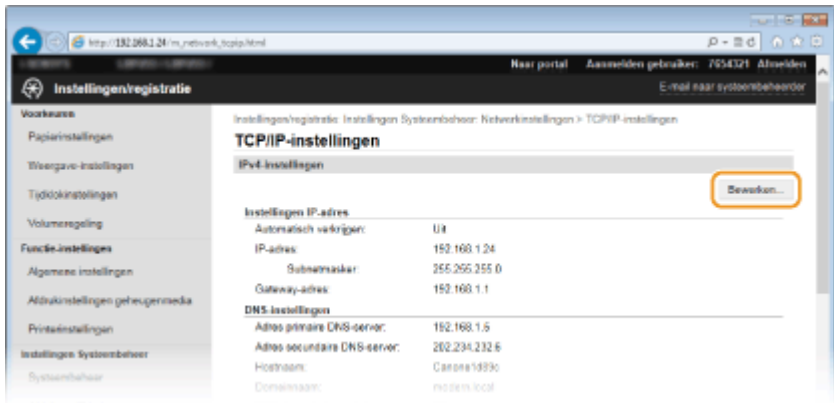 http://192.168.1.24/m_network_tcpip.html
Naar portal Aanmelden gebruiker: 7654321 Afmelden
Instellingen/registratie
E-mail naar systeembeheerder
Voorkeuren
Papierinstellingen
Weergave-instellingen
Tijdklokinstellingen
Volumeregeling
Functie-instellingen
Algemene instellingen
Afdrukinstellingen geheugenmedia
Printerinstellingen
Instellingen Systeembeheer
Systeembeheer
Instellingen/registratie: Instellingen Systeembeheer: Netwerkinstellingen > TCP/IP-instellingen
TCP/IP-instellingen
IPv4-instellingen
Bewerken...
Instellingen IP-adres
Automatisch verkrijgen: Uit
IP-adres: 192.168.1.24
Subnetmasker: 255.255.255.0
Gateway-adres: 192.168.1.1
DNS-instellingen
Adres primaire DNS-server: 192.168.1.6
Adres secundaire DNS-server: 202.234.232.6
Hostnaam:
Domeinnaam: